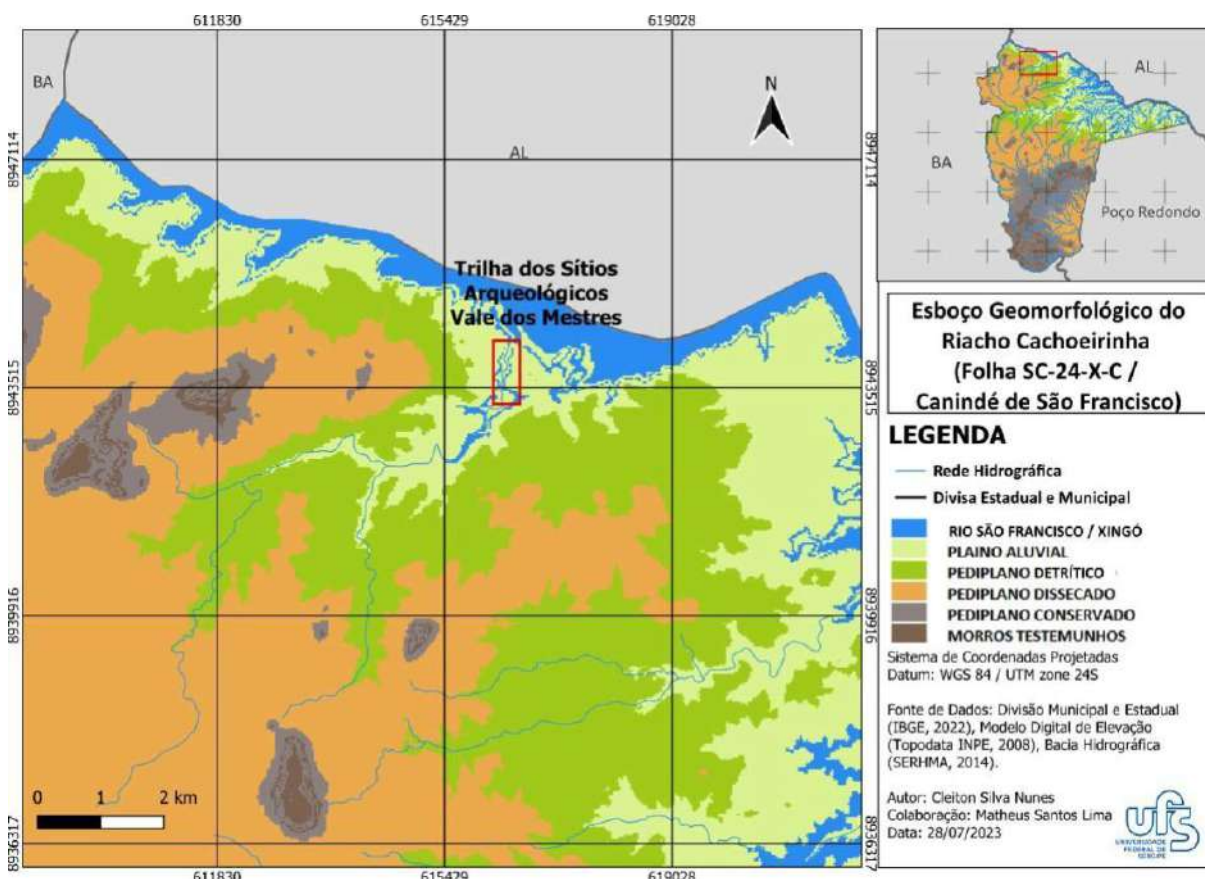 611830
615429
619028
BA
N
AL
8947114
8947114
Trilha dos Sítios
Arqueológicos
Vale dos Mestres
8943515
8943515
8939916
8939916
0 1 2 km
8936317
8936317
611830
615429
619028
AL
BA
Poço Redondo
Esboço Geomorfológico do
Riacho Cachoeirinha
(Folha SC-24-X-C /
Canindé de São Francisco)
LEGENDA
Rede Hidrográfica
Divisa Estadual e Municipal
RIO SÃO FRANCISCO / XINGÓ
PLAINO ALUVIAL
PEDIPLANO DETRÍTICO
PEDIPLANO DISSECADO
PEDIPLANO CONSERVADO
MORROS TESTEMUNHOS
Sistema de Coordenadas Projetadas
Datum: WGS 84 / UTM zone 24S
Fonte de Dados: Divisão Municipal e Estadual
(IBGE, 2022), Modelo Digital de Elevação
(Topodata INPE, 2008), Bacia Hidrográfica
(SERHMA, 2014).
Autor: Cleiton Silva Nunes
Colaboração: Matheus Santos Lima
Data: 28/07/2023
ufs
UNIVERSIDADE
FEDERAL DE
SERGIPE